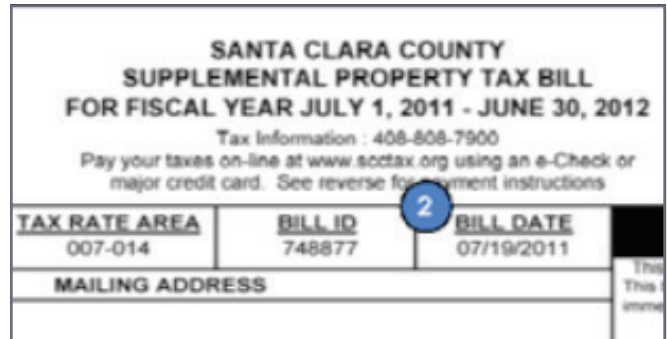 SANTA CLARA COUNTY
SUPPLEMENTAL PROPERTY TAX BILL
FOR FISCAL YEAR JULY 1, 2011 - JUNE 30, 2012
Tax Information : 408-808-7900
Pay your taxes on-line at www.scctax.org using an e-Check or
major credit card. See reverse for payment instructions
2
TAX RATE AREA BILL ID BILL DATE
007-014 748877 07/19/2011
MAILING ADDRESS
This
This
imme